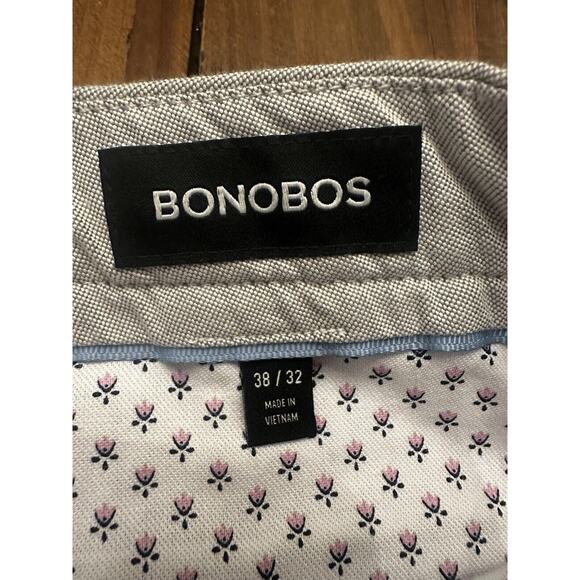 BONOBOS
38 / 32
MADE IN
VIETNAM